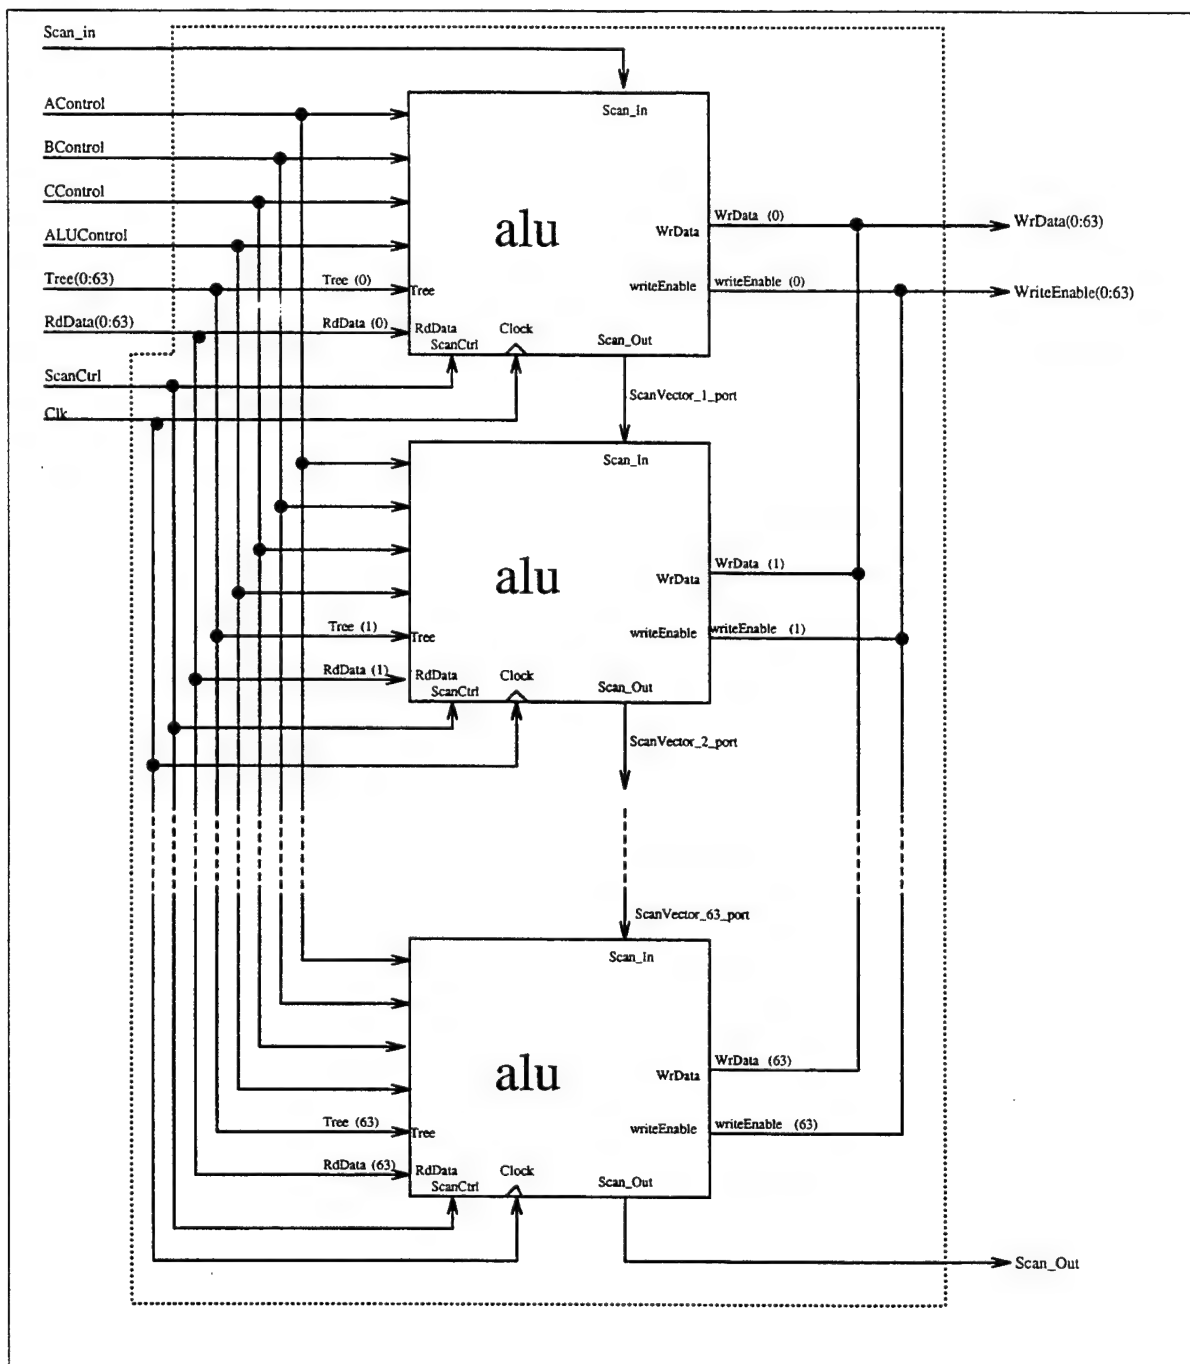 Scan_in
Scan_In
AControl
BControl
CControl
alu
ALUControl
WrData (0)
WrData
WrData(0:63)
Tree(0:63)
Tree (0)
Tree
writeEnable
writeEnable (0)
WriteEnable(0:63)
RdData(0:63)
RdData (0)
RdData
Clock
Scan_Out
ScanCtrl
ScanCtrl
ScanVector_1_port
Clk
Scan_In
alu
WrData (1)
WrData
Tree (1)
Tree
writeEnable
writeEnable (1)
RdData (1)
RdData
Clock
Scan_Out
ScanCtrl
ScanVector_2_port
ScanVector_63_port
Scan_In
alu
WrData (63)
WrData
Tree (63)
Tree
writeEnable
writeEnable (63)
RdData (63)
RdData
Clock
Scan_Out
ScanCtrl
Scan_Out